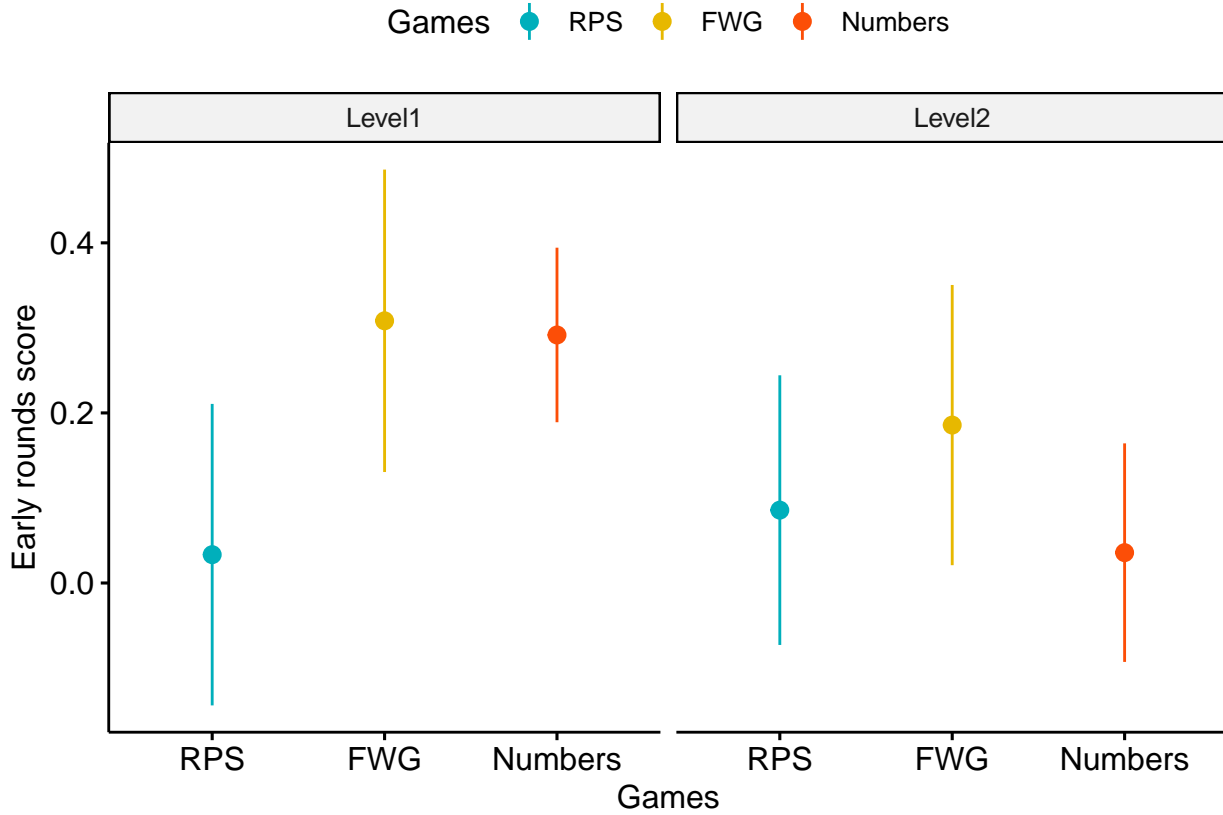 Games RPS FWG Numbers
Level1 Level2
Early rounds score
0.4
0.2
0.0
RPS FWG Numbers RPS FWG Numbers
Games